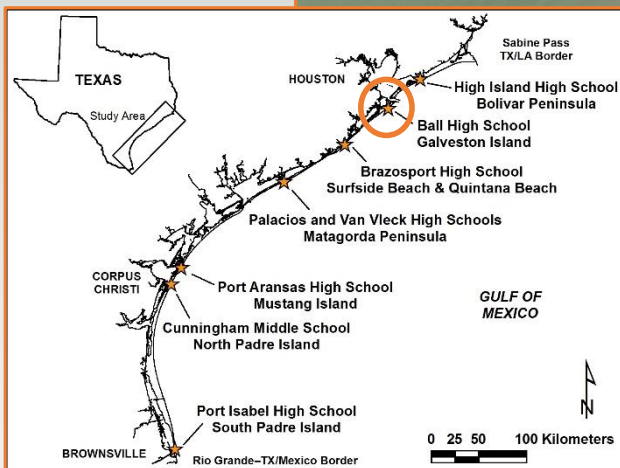 TEXAS
Study Area
HOUSTON
Sabine Pass
TX/LA Border
High Island High School
Bolivar Peninsula
Ball High School
Galveston Island
Brazosport High School
Surfside Beach & Quintana Beach
Palacios and Van Vleck High Schools
Matagorda Peninsula
CORPUS
CHRISTI
Port Aransas High School
Mustang Island
Cunningham Middle School
North Padre Island
GULF OF
MEXICO
Port Isabel High School
South Padre Island
BROWNSVILLE
Rio Grande–TX/Mexico Border
N
0 25 50 100 Kilometers